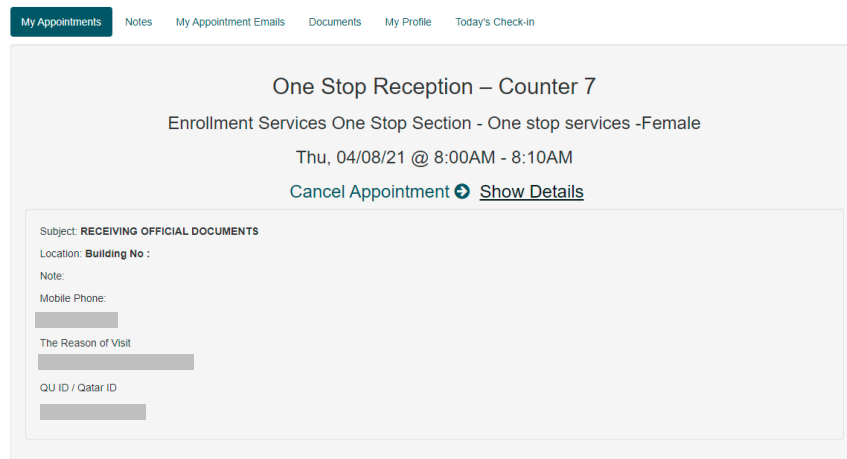 My Appointments Notes My Appointment Emails Documents My Profile Today's Check-in
One Stop Reception – Counter 7
Enrollment Services One Stop Section - One stop services -Female
Thu, 04/08/21 @ 8:00AM - 8:10AM
Cancel Appointment Show Details
Subject: RECEIVING OFFICIAL DOCUMENTS
Location: Building No :
Note:
Mobile Phone:
The Reason of Visit
QU ID / Qatar ID